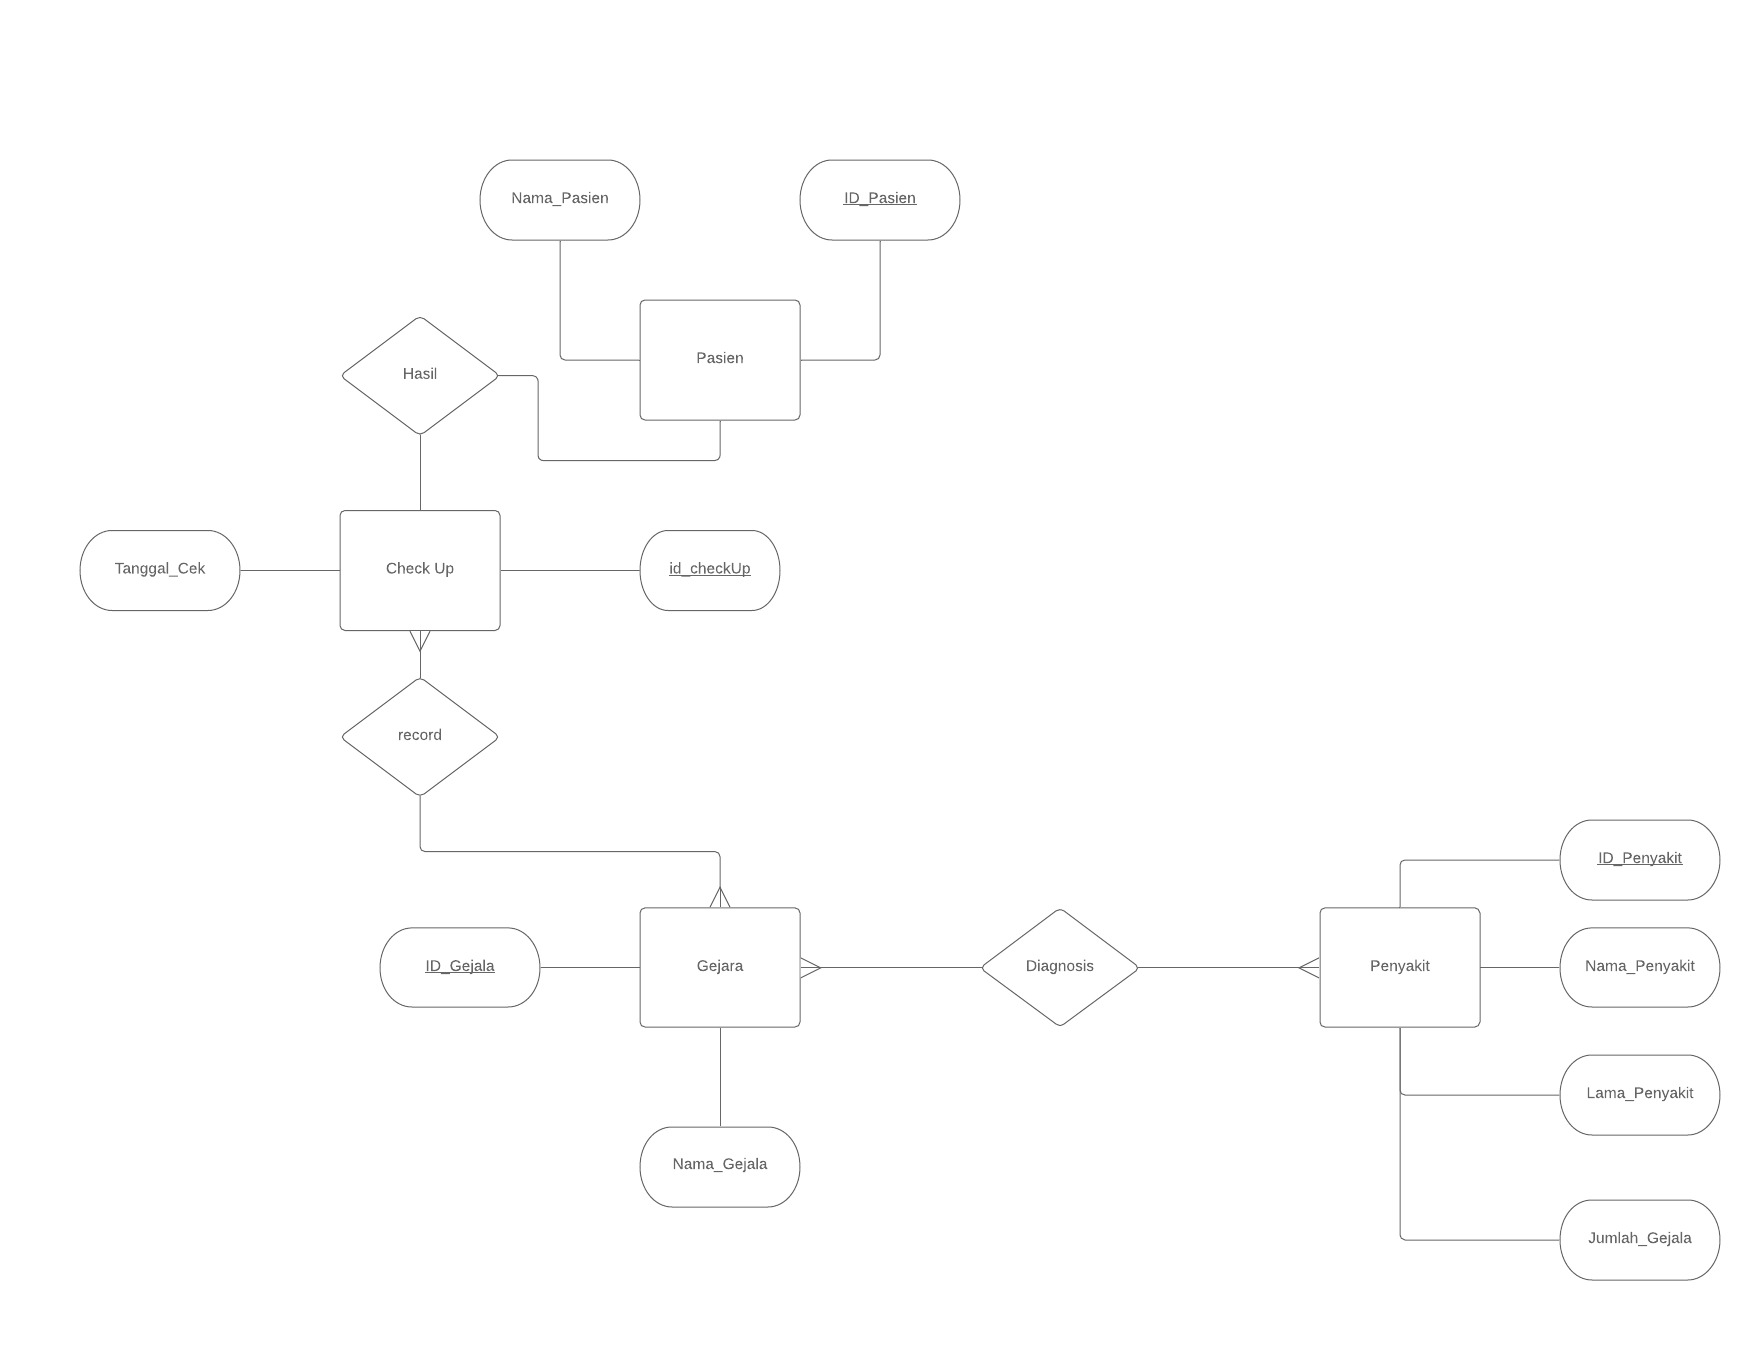 Nama_Pasien
ID_Pasien
Pasien
Hasil
Tanggal_Cek
Check Up
id_checkUp
record
ID_Penyakit
ID_Gejala
Gejara
Diagnosis
Penyakit
Nama_Penyakit
Lama_Penyakit
Nama_Gejala
Jumlah_Gejala